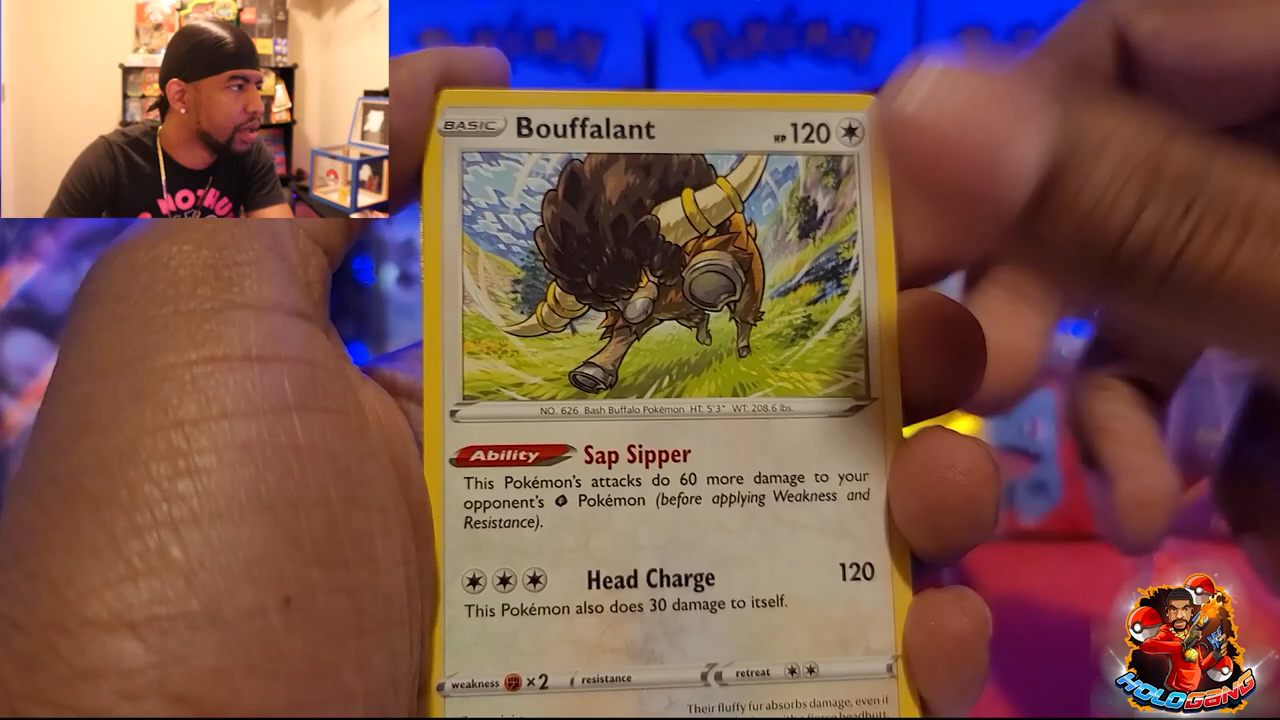 POKÉMON
POKÉMON
NOTHU
BASIC Bouffalant HP 120
NO. 626 Bash Buffalo Pokémon HT: 5'3" WT: 208.6 lbs.
Ability Sap Sipper
This Pokémon's attacks do 60 more damage to your
opponent's Pokémon (before applying Weakness and
Resistance).
Head Charge 120
This Pokémon also does 30 damage to itself.
weakness ×2 resistance retreat
Their fluffy fur absorbs damage, even if
HOLOGANG